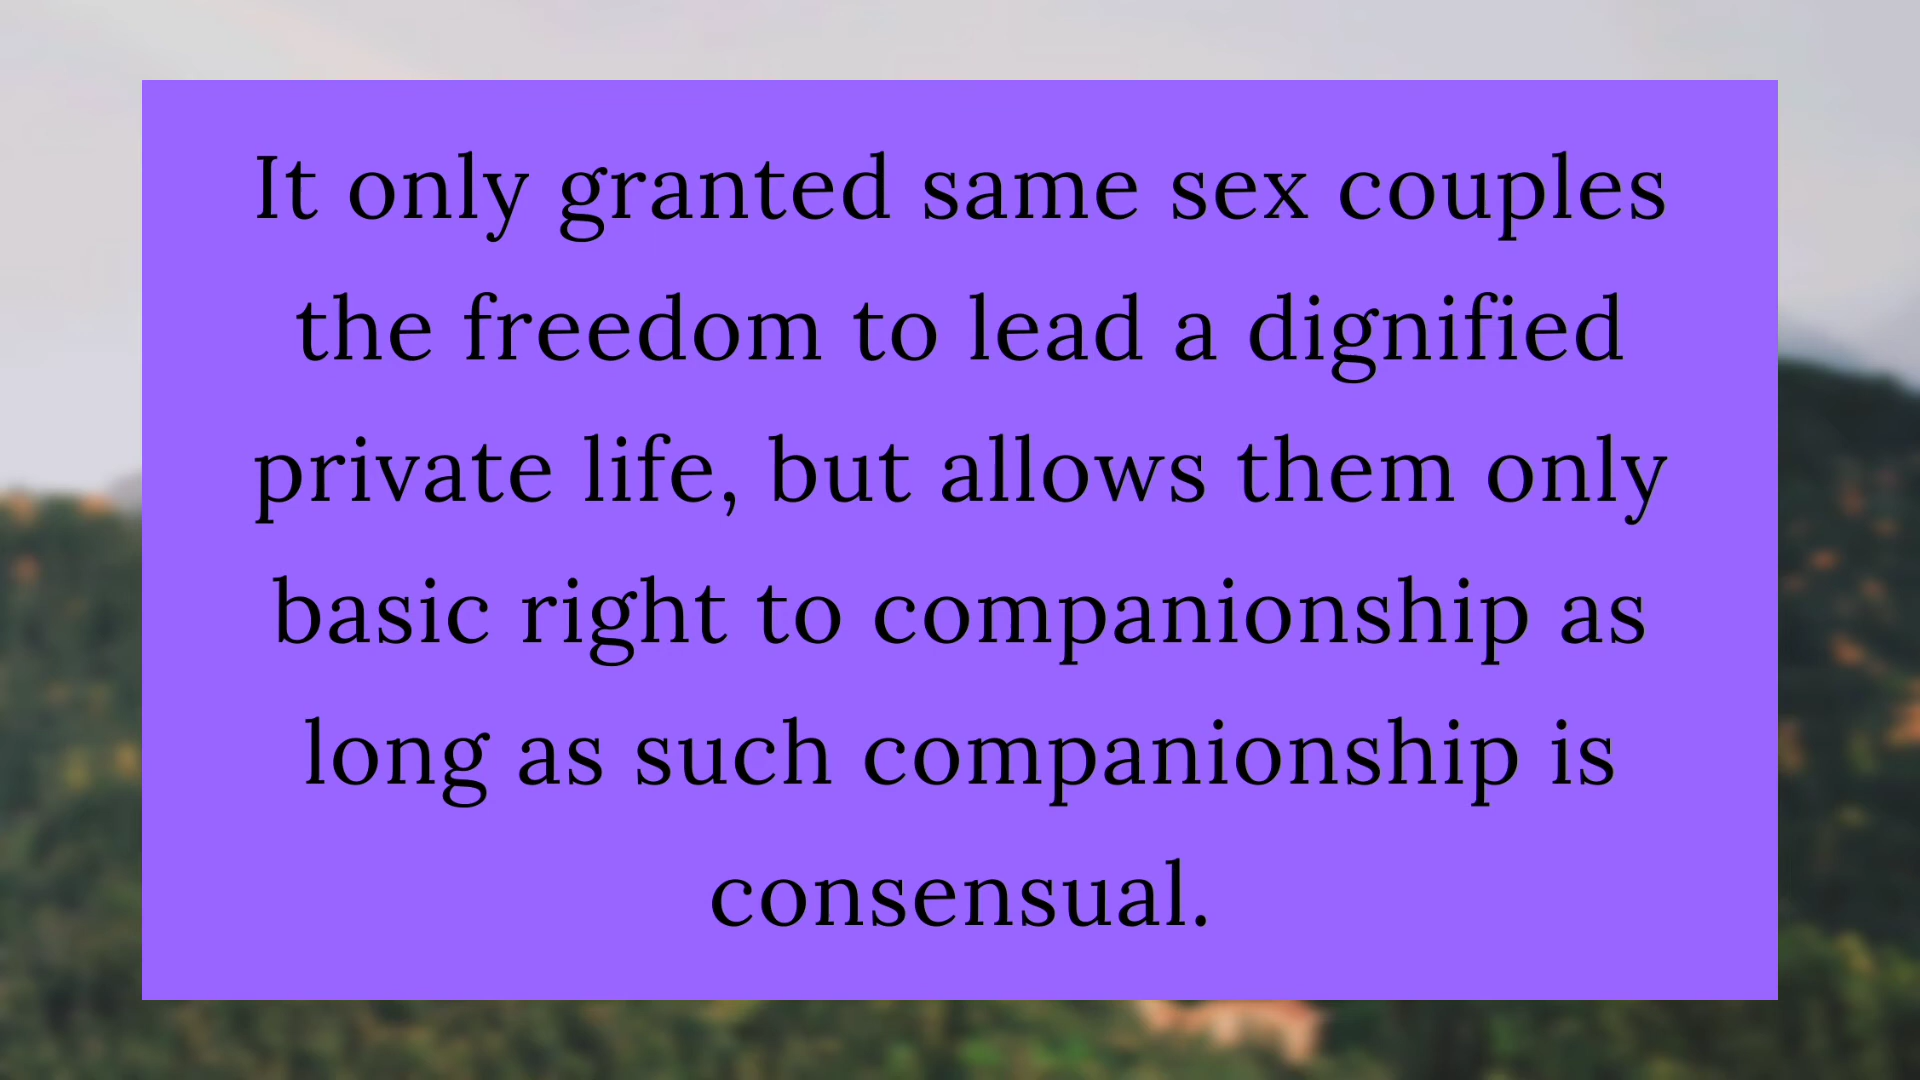 It only granted same sex couples
the freedom to lead a dignified
private life, but allows them only
basic right to companionship as
long as such companionship is
consensual.